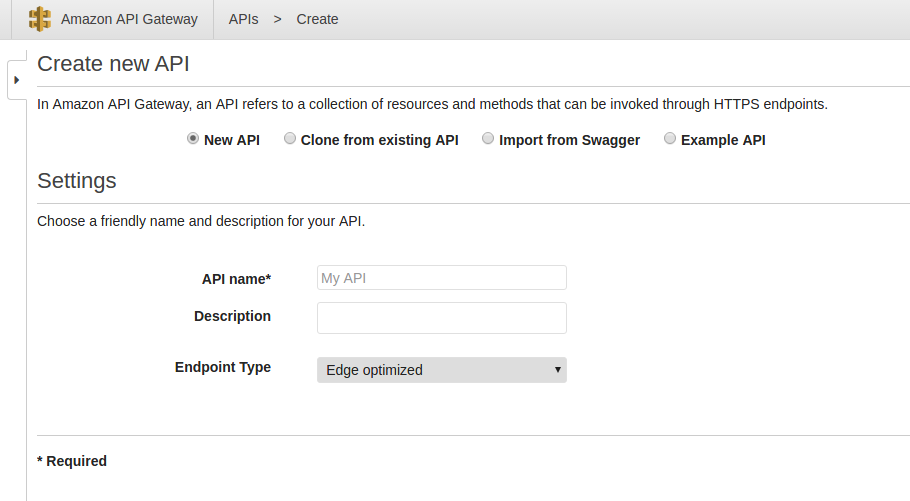 Amazon API Gateway APIs > Create
Create new API
In Amazon API Gateway, an API refers to a collection of resources and methods that can be invoked through HTTPS endpoints.
New API Clone from existing API Import from Swagger Example API
Settings
Choose a friendly name and description for your API.
API name* My API
Description
Endpoint Type Edge optimized
* Required